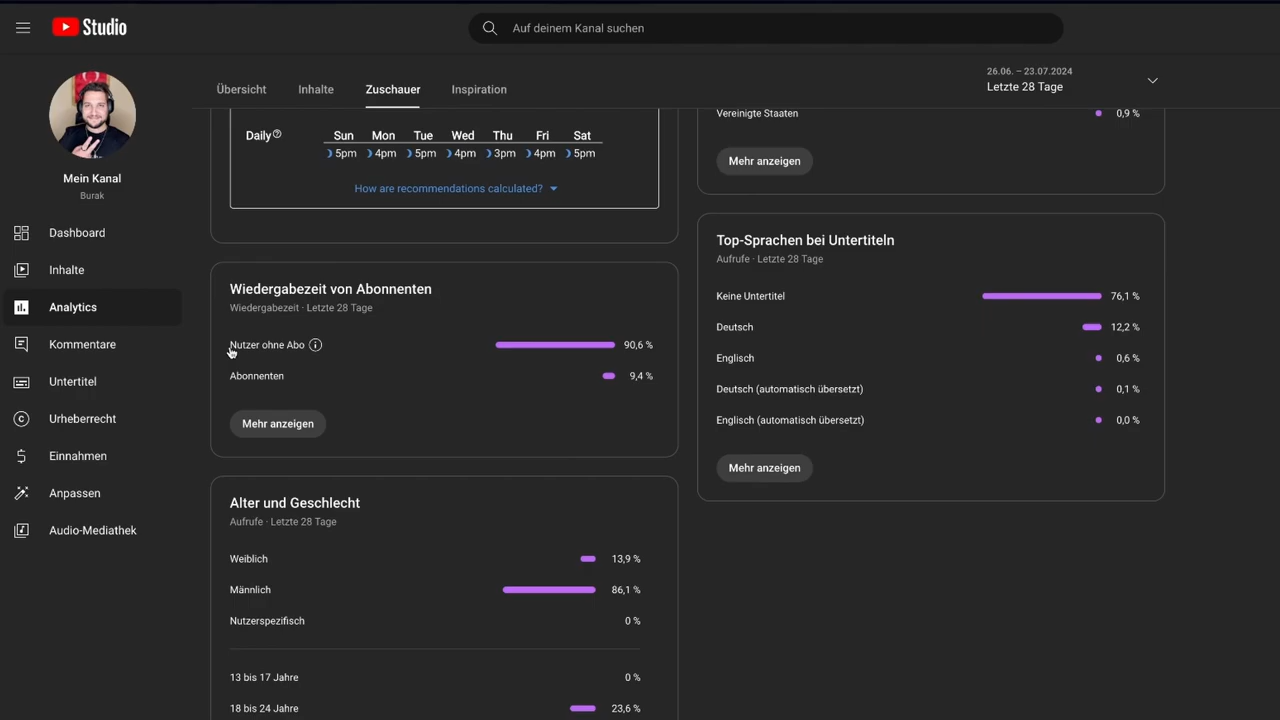 Studio
Auf deinem Kanal suchen
Mein Kanal
Burak
Dashboard
Inhalte
Analytics
Kommentare
Untertitel
Urheberrecht
Einnahmen
Anpassen
Audio-Mediathek
Übersicht Inhalte Zuschauer Inspiration
26.06. – 23.07.2024
Letzte 28 Tage
Daily Sun Mon Tue Wed Thu Fri Sat
5pm 4pm 5pm 4pm 3pm 4pm 5pm
How are recommendations calculated?
Wiedergabezeit von Abonnenten
Wiedergabezeit · Letzte 28 Tage
Nutzer ohne Abo 90,6 %
Abonnenten 9,4 %
Mehr anzeigen
Alter und Geschlecht
Aufrufe · Letzte 28 Tage
Weiblich 13,9 %
Männlich 86,1 %
Nutzerspezifisch 0 %
13 bis 17 Jahre 0 %
18 bis 24 Jahre 23,6 %
Vereinigte Staaten 0,9 %
Mehr anzeigen
Top-Sprachen bei Untertiteln
Aufrufe · Letzte 28 Tage
Keine Untertitel 76,1 %
Deutsch 12,2 %
Englisch 0,6 %
Deutsch (automatisch übersetzt) 0,1 %
Englisch (automatisch übersetzt) 0,0 %
Mehr anzeigen